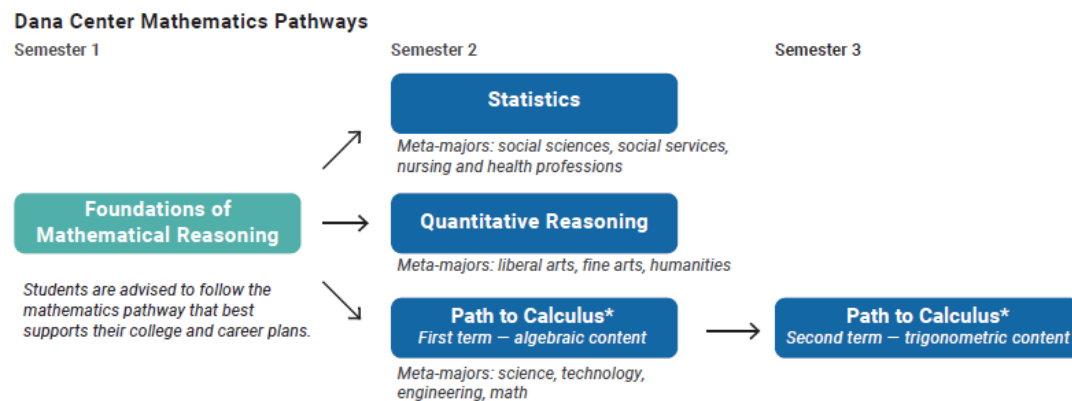 Dana Center Mathematics Pathways
Semester 1
Semester 2
Semester 3
Statistics
Meta-majors: social sciences, social services,
nursing and health professions
Foundations of
Mathematical Reasoning
Students are advised to follow the
mathematics pathway that best
supports their college and career plans.
Quantitative Reasoning
Meta-majors: liberal arts, fine arts, humanities
Path to Calculus*
First term — algebraic content
Meta-majors: science, technology,
engineering, math
Path to Calculus*
Second term — trigonometric content